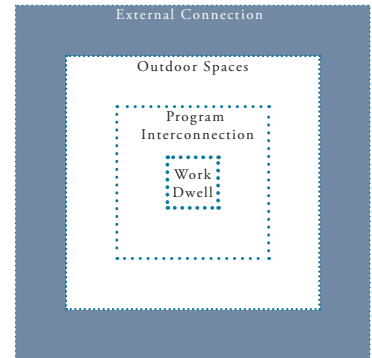 External Connection
Outdoor Spaces
Program
Interconnection
Work
Dwell